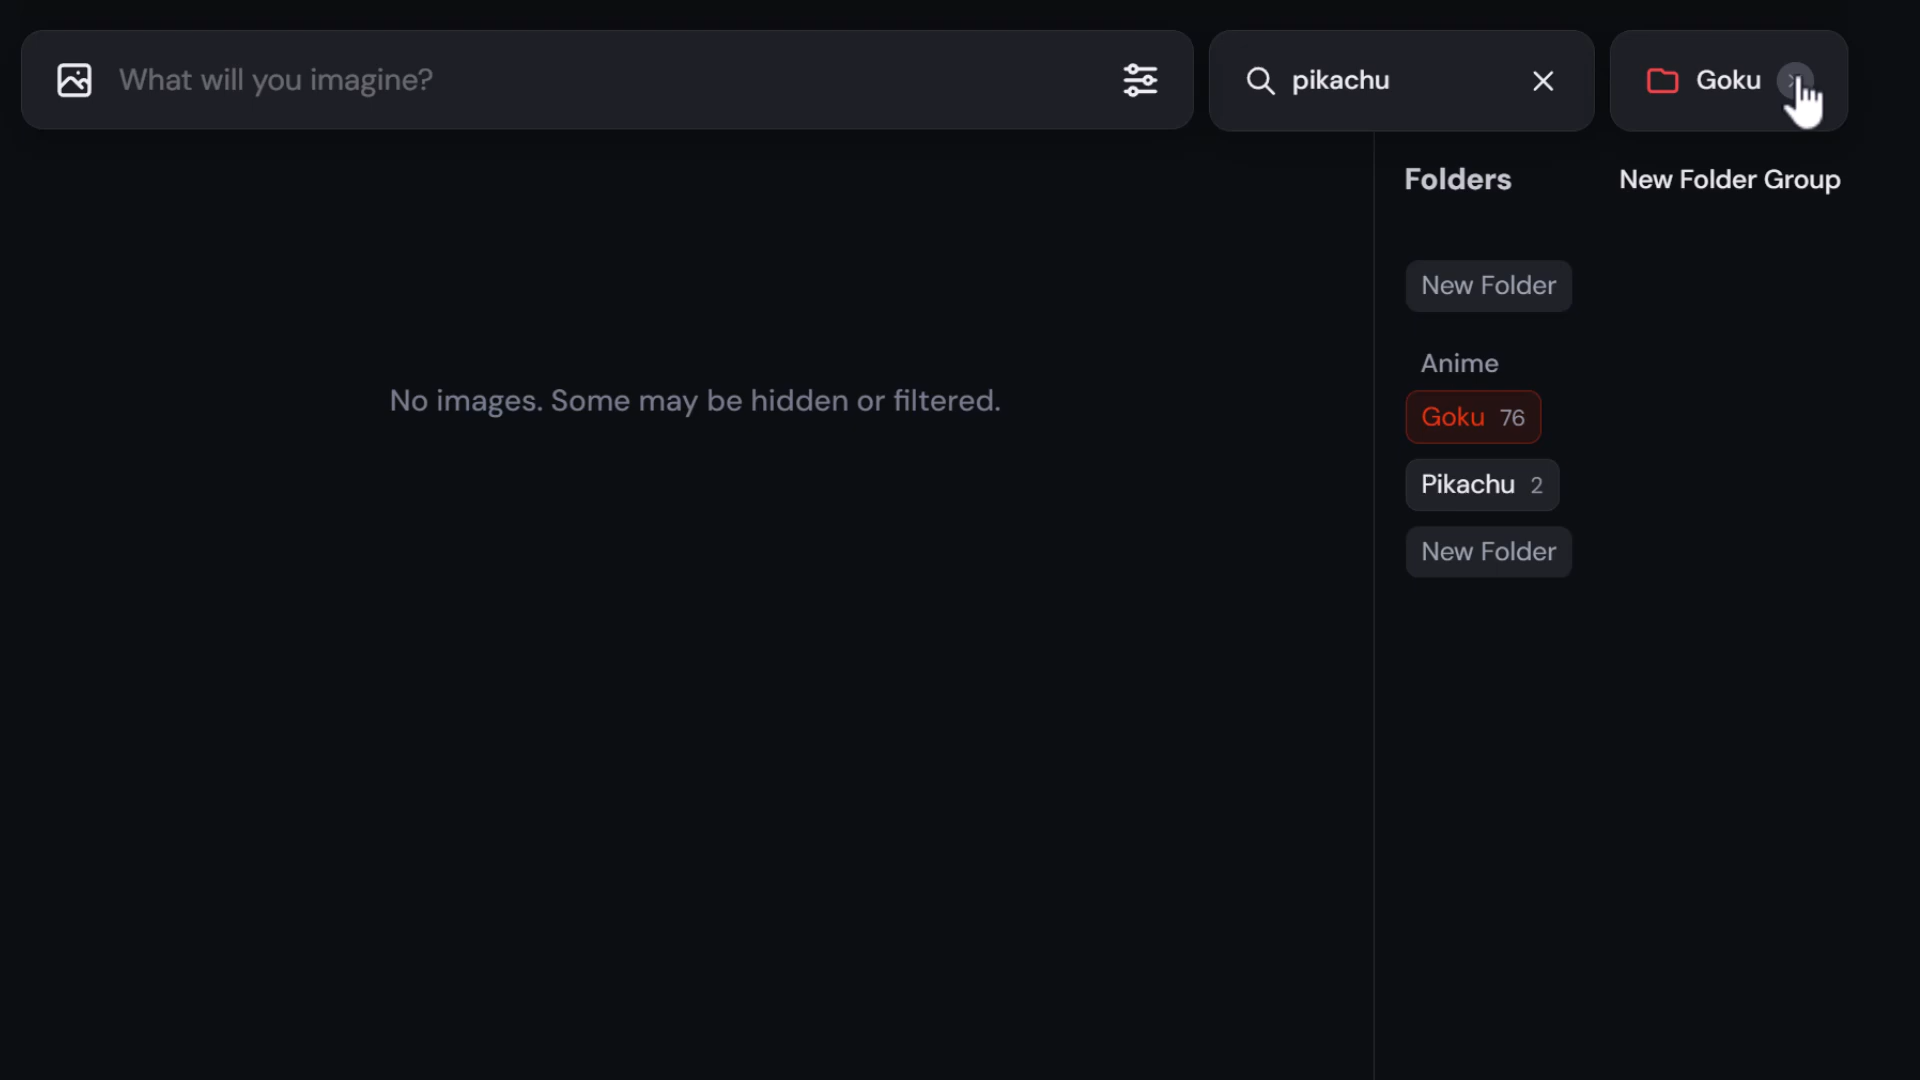 What will you imagine?
pikachu
Goku
Folders
New Folder Group
New Folder
Anime
Goku 76
Pikachu 2
New Folder
No images. Some may be hidden or filtered.